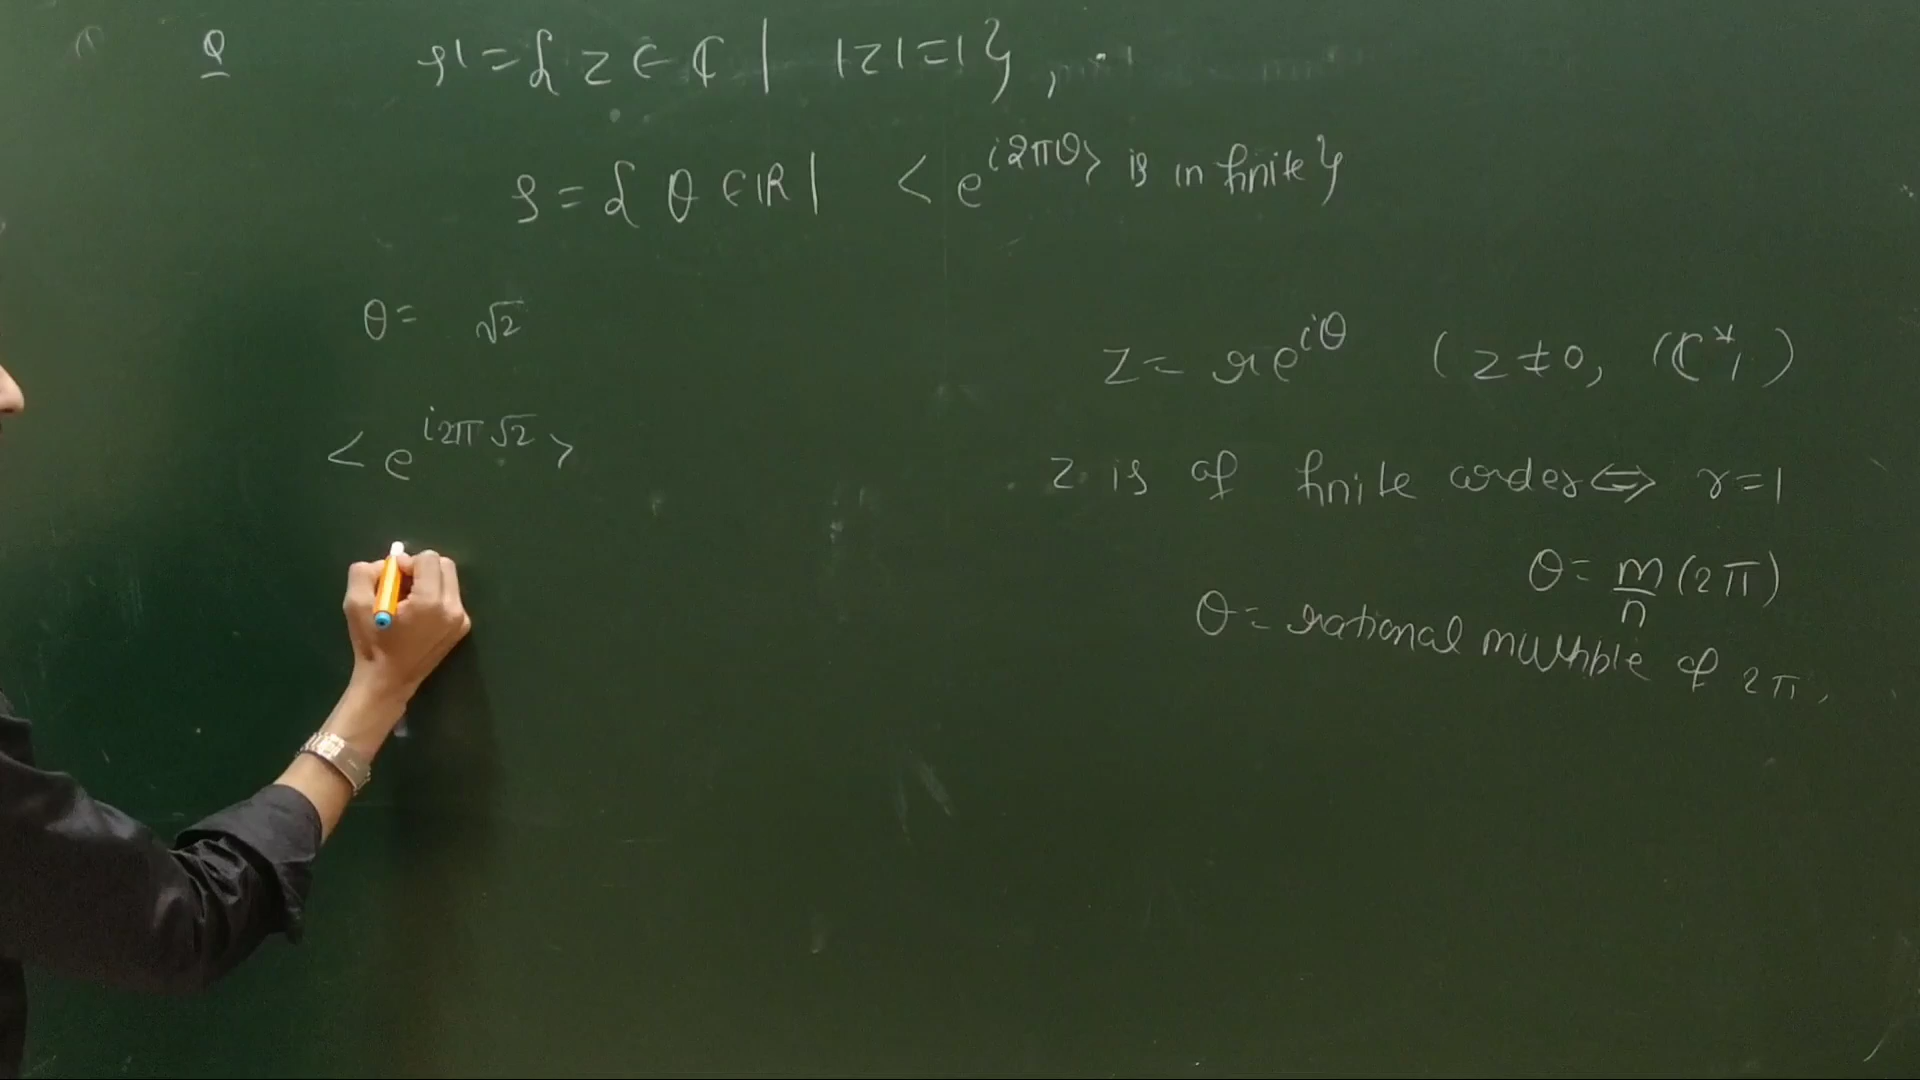 Q S¹ = { z ∈ ℂ | |z| = 1 },
S = { θ ∈ ℝ | < e^{i2πθ} > is infinite }
θ = √2
z = re^{iθ} ( z ≠ 0, (ℂ*, )
< e^{i2π√2} >
z is of finite order ⇔ r = 1
θ = m/n (2π)
θ = rational multiple of 2π,